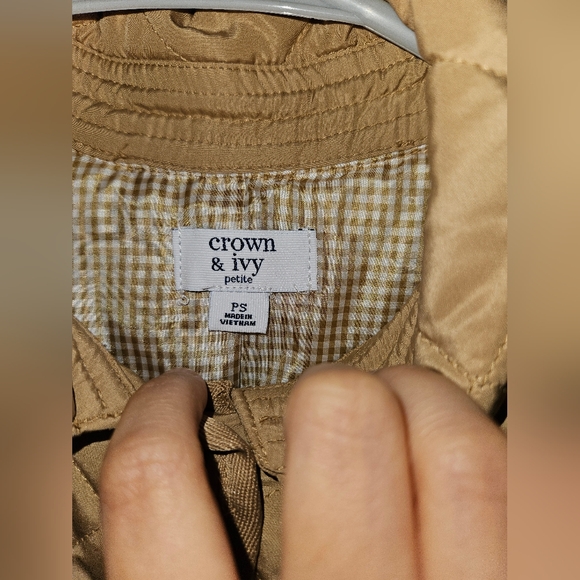 crown
& ivy
petite
PS
MADE IN
VIETNAM